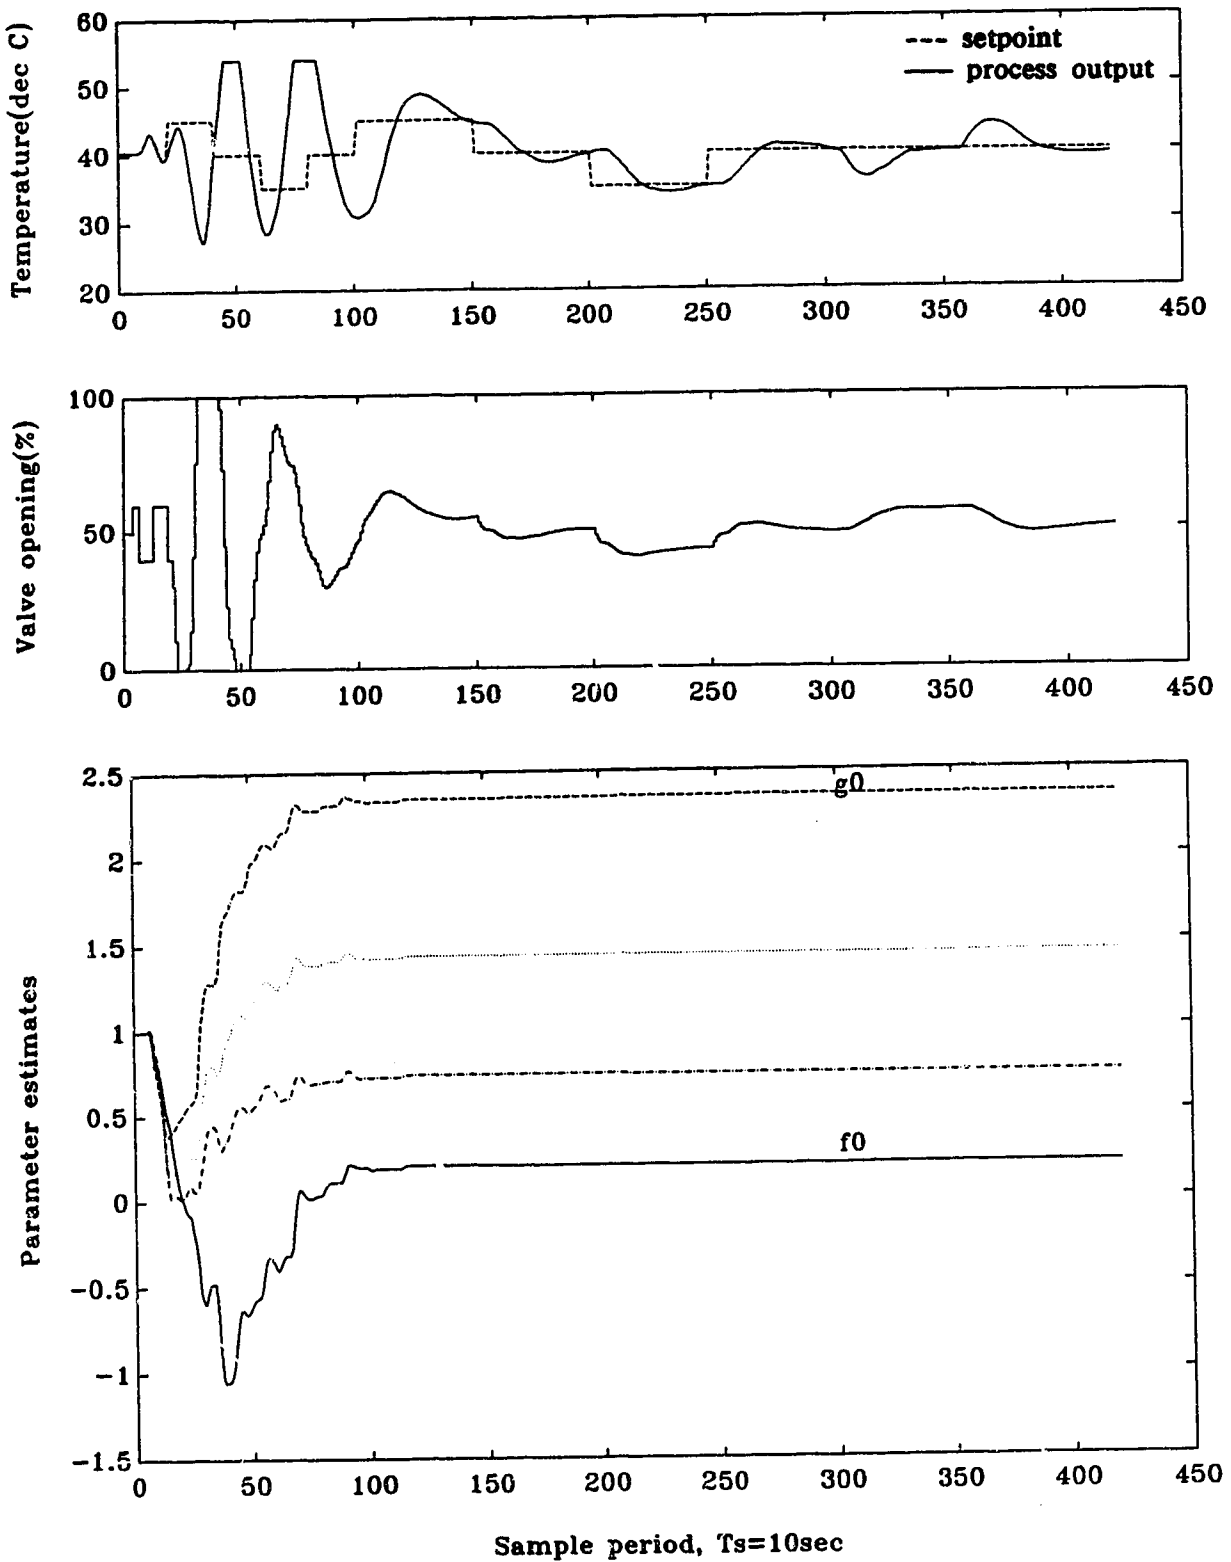 Temperature(dec C)
60
50
40
30
20
setpoint
process output
0 50 100 150 200 250 300 350 400 450
Valve opening(%)
100
50
0
0 50 100 150 200 250 300 350 400 450
Parameter estimates
2.5
2
1.5
1
0.5
0
-0.5
-1
-1.5
g0
f0
0 50 100 150 200 250 300 350 400 450
Sample period, Ts=10sec